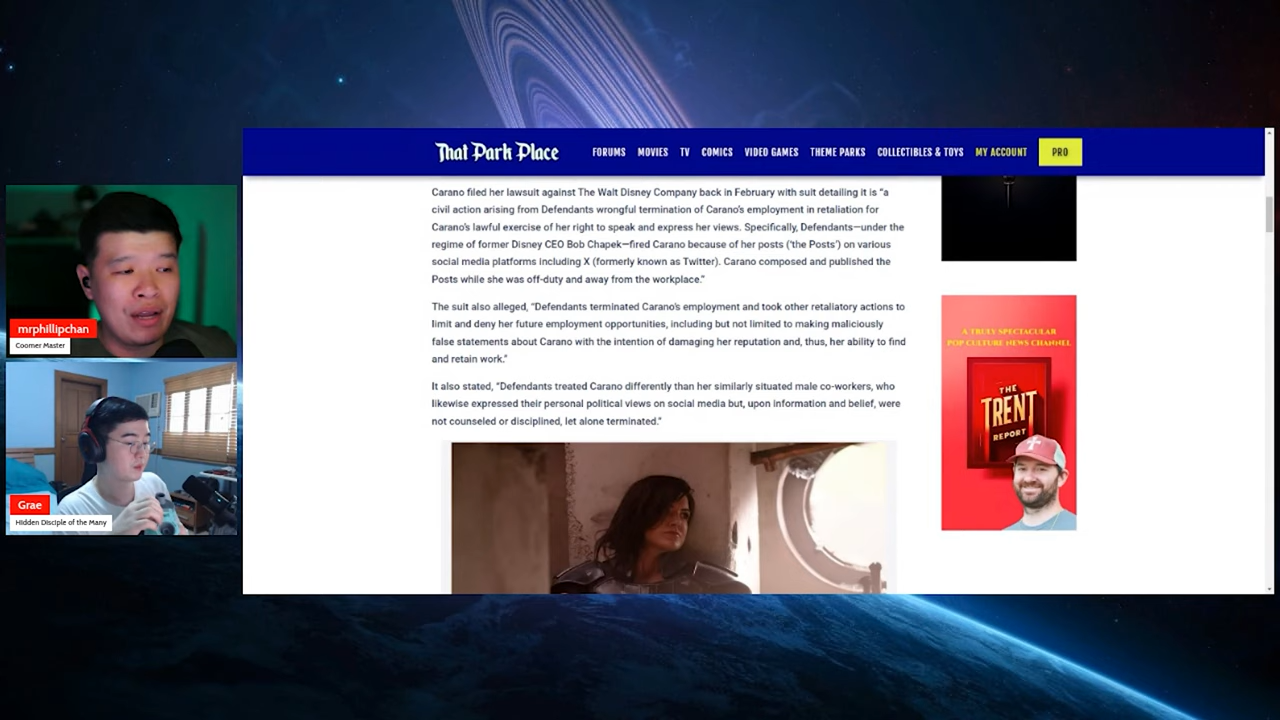 That Park Place
FORUMS
MOVIES
TV
COMICS
VIDEO GAMES
THEME PARKS
COLLECTIBLES & TOYS
MY ACCOUNT
PRO
Carano filed her lawsuit against The Walt Disney Company back in February with suit detailing it is “a
civil action arising from Defendants wrongful termination of Carano’s employment in retaliation for
Carano’s lawful exercise of her right to speak and express her views. Specifically, Defendants—under the
regime of former Disney CEO Bob Chapek—fired Carano because of her posts (‘the Posts’) on various
social media platforms including X (formerly known as Twitter). Carano composed and published the
Posts while she was off-duty and away from the workplace.”
The suit also alleged, “Defendants terminated Carano’s employment and took other retaliatory actions to
limit and deny her future employment opportunities, including but not limited to making maliciously
false statements about Carano with the intention of damaging her reputation and, thus, her ability to find
and retain work.”
It also stated, “Defendants treated Carano differently than her similarly situated male co-workers, who
likewise expressed their personal political views on social media but, upon information and belief, were
not counseled or disciplined, let alone terminated.”
A TRULY SPECTACULAR
POP CULTURE NEWS CHANNEL
THE
TRENT
REPORT
mrphillipchan
Coomer Master
Grae
Hidden Disciple of the Many